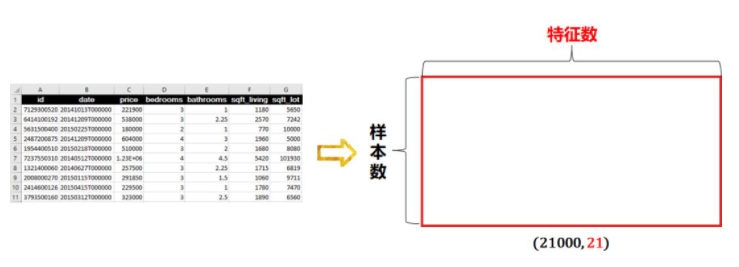 特征数
A B C D E F G
1 id date price bedrooms bathrooms sqft_living sqft_lot
2 7129300520 20141013T000000 221900 3 1 1180 5650
3 6414100192 20141209T000000 538000 3 2.25 2570 7242
4 5631500400 20150225T000000 180000 2 1 770 10000
5 2487200875 20141209T000000 604000 4 3 1960 5000
6 1954400510 20150218T000000 510000 3 2 1680 8080
7 7237550310 20140512T000000 1.23E+06 4 4.5 5420 101930
8 1321400060 20140627T000000 257500 3 2.25 1715 6819
9 2008000270 20150115T000000 291850 3 1.5 1060 9711
10 2414600126 20150415T000000 229500 3 1 1780 7470
11 3793500160 20150312T000000 323000 3 2.5 1890 6560
样本数
(21000, 21)